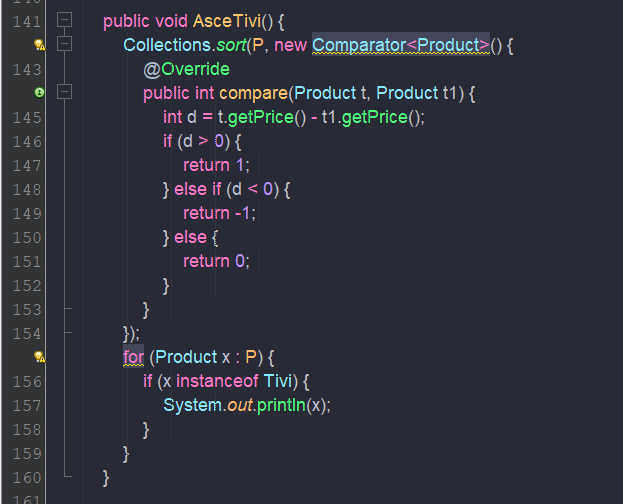 141 public void AsceTivi() {
Collections.sort(P, new Comparator<Product>() {
143 @Override
public int compare(Product t, Product t1) {
145 int d = t.getPrice() - t1.getPrice();
146 if (d > 0) {
147 return 1;
148 } else if (d < 0) {
149 return -1;
150 } else {
151 return 0;
152 }
153 }
154 });
for (Product x : P) {
156 if (x instanceof Tivi) {
157 System.out.println(x);
158 }
159 }
160 }
161